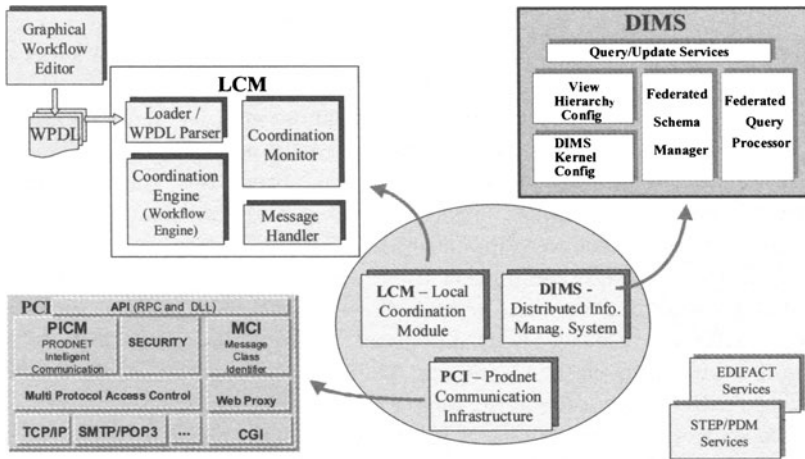 Graphical
Workflow
Editor
WPDL
LCM
Loader /
WPDL Parser
Coordination
Monitor
Coordination
Engine
(Workflow
Engine)
Message
Handler
DIMS
Query/Update Services
View
Hierarchy
Config
DIMS
Kernel
Config
Federated
Schema
Manager
Federated
Query
Processor
LCM – Local
Coordination
Module
DIMS -
Distributed Info.
Manag. System
PCI – Prodnet
Communication
Infrastructure
PCI API (RPC and DLL)
PICM
PRODNET
Intelligent
Communication
SECURITY
MCI
Message
Class
Identifier
Multi Protocol Access Control
Web Proxy
TCP/IP
SMTP/POP3
...
CGI
EDIFACT
Services
STEP/PDM
Services